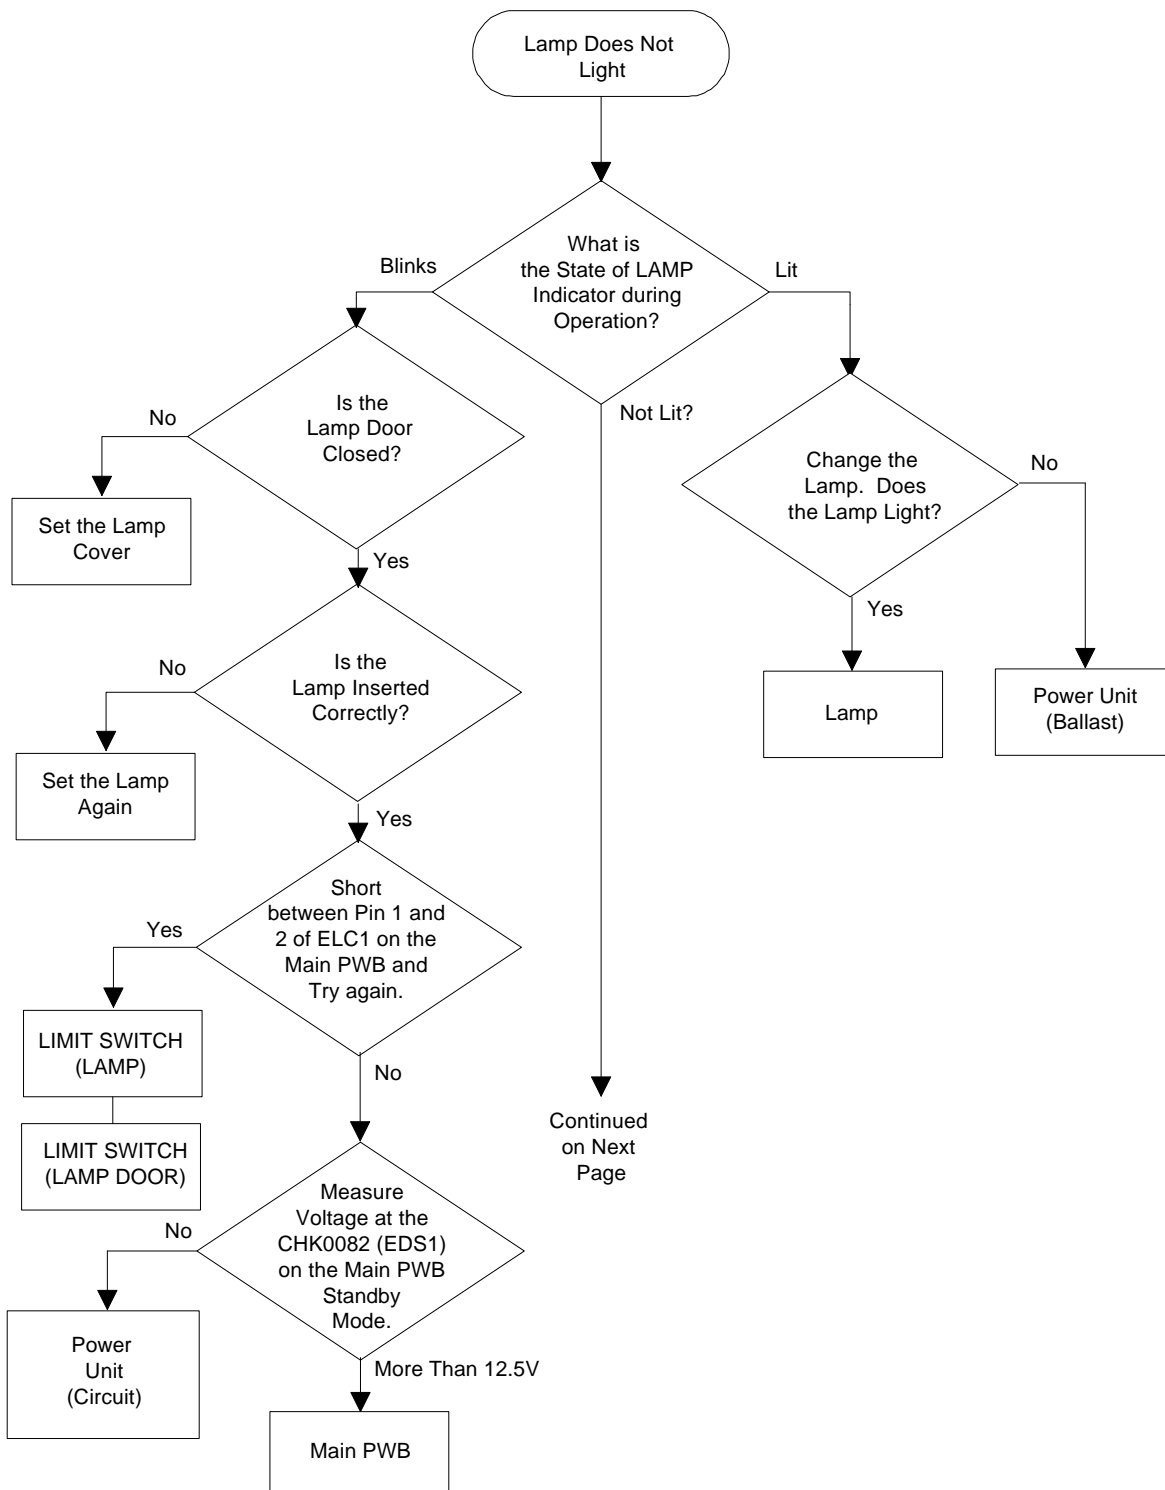 Lamp Does Not
Light
What is
the State of LAMP
Indicator during
Operation?
Blinks
Lit
Not Lit?
Is the
Lamp Door
Closed?
No
Set the Lamp
Cover
Yes
Change the
Lamp.  Does
the Lamp Light?
No
Yes
Lamp
Power Unit
(Ballast)
Is the
Lamp Inserted
Correctly?
No
Set the Lamp
Again
Yes
Short
between Pin 1 and
2 of ELC1 on the
Main PWB and
Try again.
Yes
LIMIT SWITCH
(LAMP)
LIMIT SWITCH
(LAMP DOOR)
No
Continued
on Next
Page
Measure
Voltage at the
CHK0082 (EDS1)
on the Main PWB
Standby
Mode.
No
Power
Unit
(Circuit)
More Than 12.5V
Main PWB